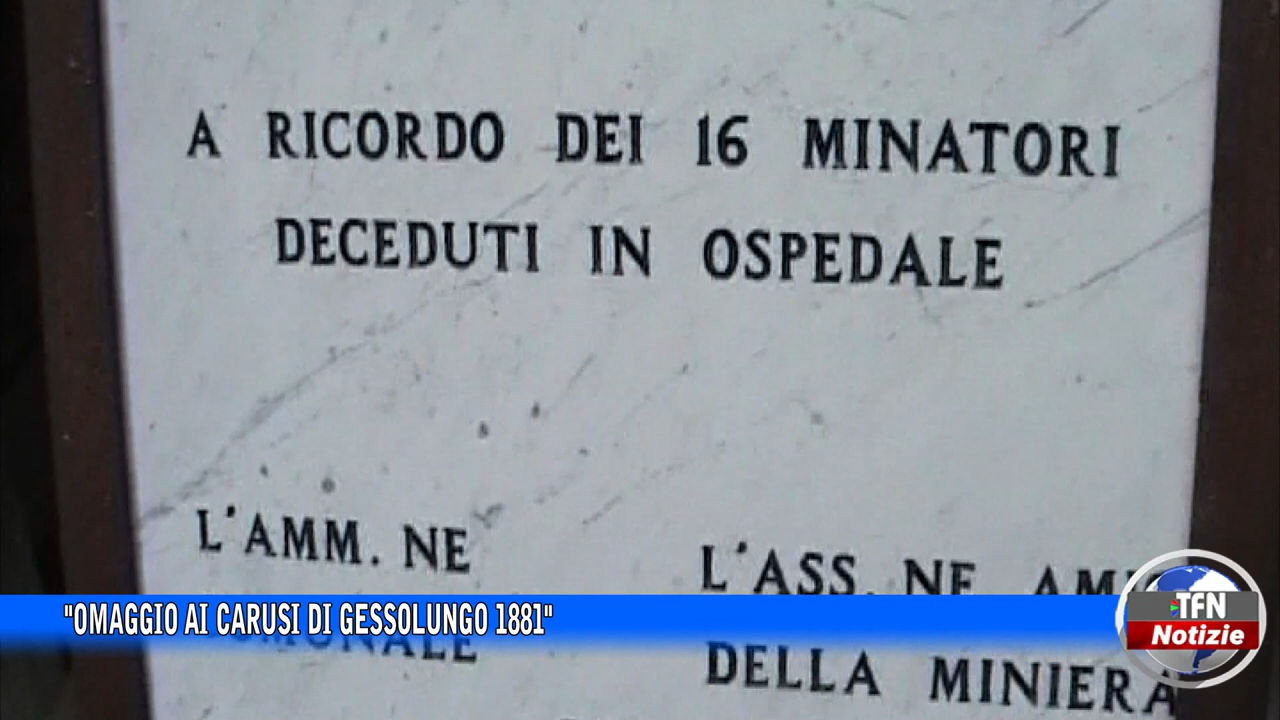 A RICORDO DEI 16 MINATORI
DECEDUTI IN OSPEDALE
L'AMM.NE
L'ASS.NE
DELLA MINIERA
"OMAGGIO AI CARUSI DI GESSOLUNGO 1881"
TFN
Notizie